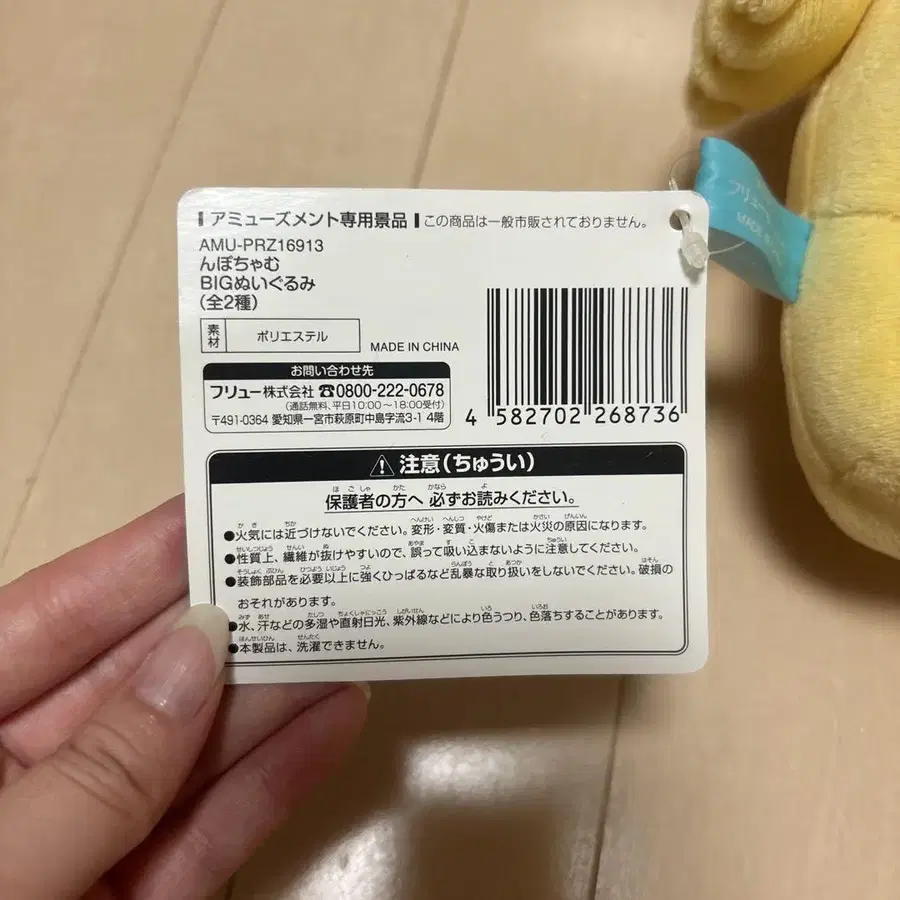 アミューズメント専用景品 この商品は一般市販されておりません。
AMU-PRZ16913
んぽちゃむ
BIGぬいぐるみ
(全2種)
素材 ポリエステル
MADE IN CHINA
お問い合わせ先
フリュー株式会社 ☎0800-222-0678
(通話無料、平日10:00〜18:00受付)
〒491-0364 愛知県一宮市萩原町中島字流3-1 4階
4 582702 268736
⚠ 注意(ちゅうい)
保護者の方へ 必ずお読みください。
●火気には近づけないでください。変形・変質・火傷または火災の原因になります。
●性質上、繊維が抜けやすいので、誤って吸い込まないように注意してください。
●装飾部品を必要以上に強くひっぱるなど乱暴な取り扱いをしないでください。破損の
おそれがあります。
●水、汗などの多湿や直射日光、紫外線などにより色うつり、色落ちすることがあります。
●本製品は、洗濯できません。
フリュー
MADE